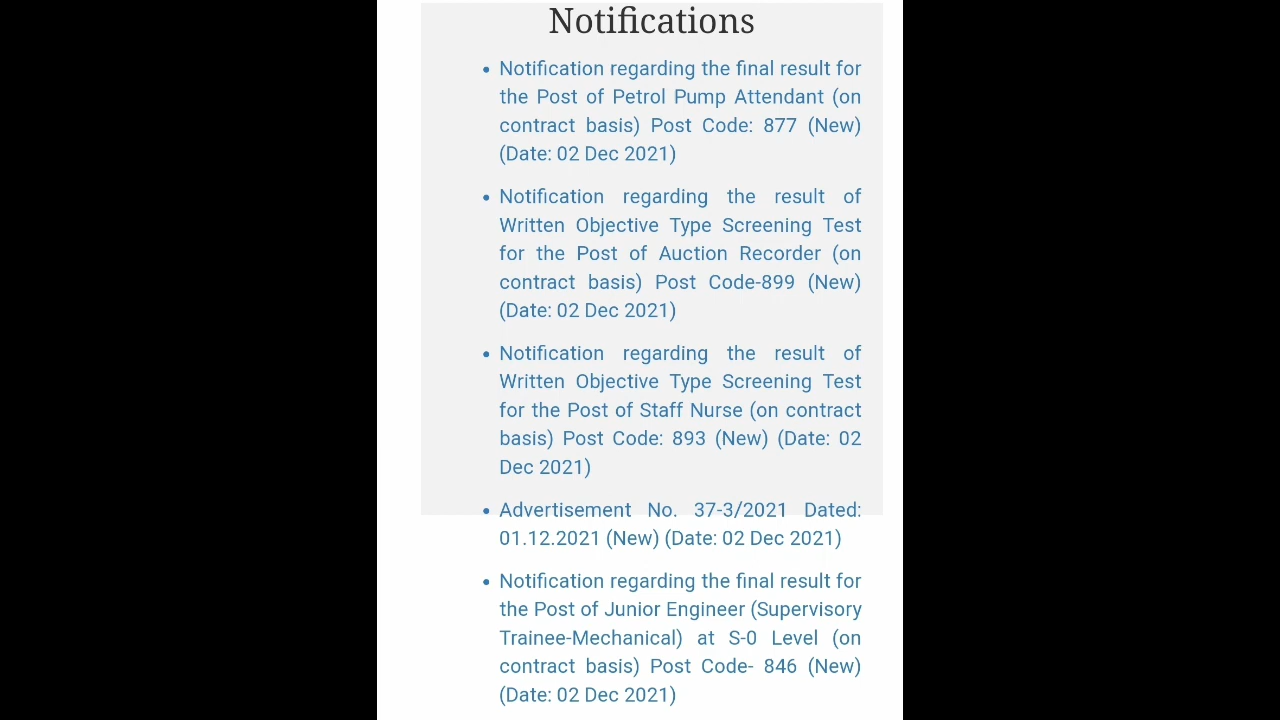 Notifications
• Notification regarding the final result for
the Post of Petrol Pump Attendant (on
contract basis) Post Code: 877 (New)
(Date: 02 Dec 2021)
• Notification regarding the result of
Written Objective Type Screening Test
for the Post of Auction Recorder (on
contract basis) Post Code-899 (New)
(Date: 02 Dec 2021)
• Notification regarding the result of
Written Objective Type Screening Test
for the Post of Staff Nurse (on contract
basis) Post Code: 893 (New) (Date: 02
Dec 2021)
• Advertisement No. 37-3/2021 Dated:
01.12.2021 (New) (Date: 02 Dec 2021)
• Notification regarding the final result for
the Post of Junior Engineer (Supervisory
Trainee-Mechanical) at S-0 Level (on
contract basis) Post Code- 846 (New)
(Date: 02 Dec 2021)